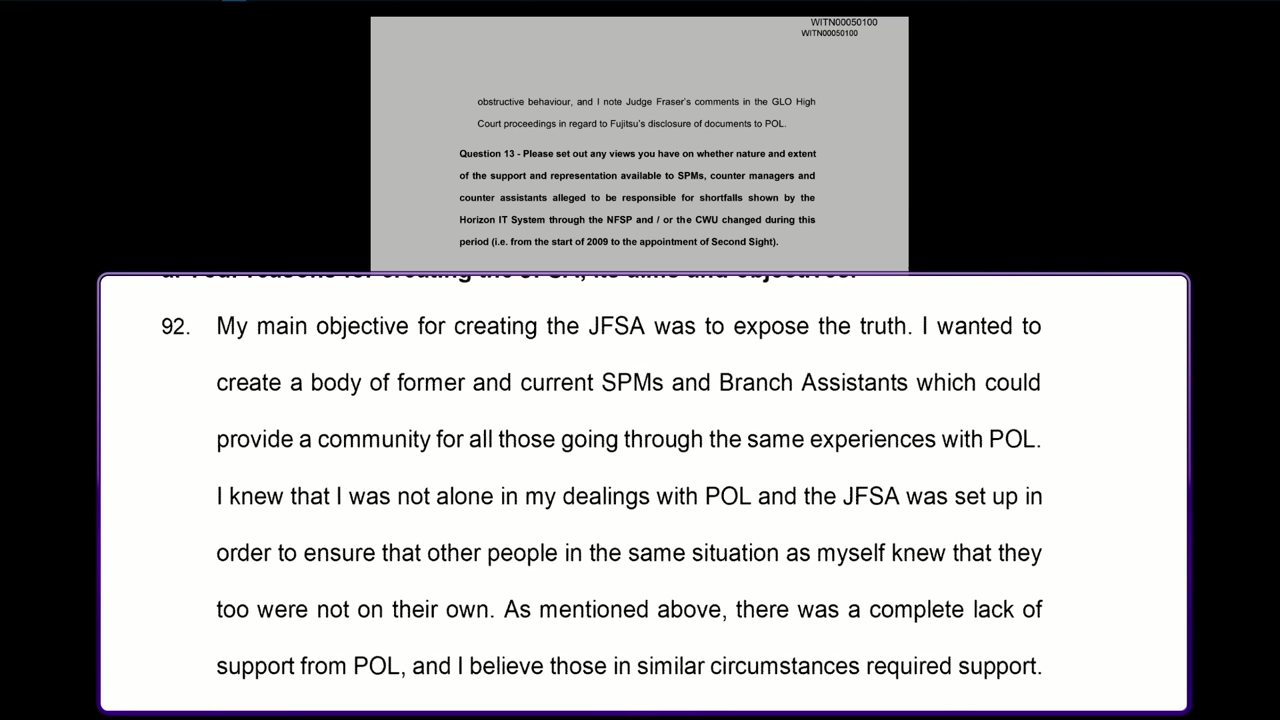 WITN00050100
WITN00050100
obstructive behaviour, and I note Judge Fraser's comments in the GLO High
Court proceedings in regard to Fujitsu's disclosure of documents to POL.
Question 13 - Please set out any views you have on whether nature and extent
of the support and representation available to SPMs, counter managers and
counter assistants alleged to be responsible for shortfalls shown by the
Horizon IT System through the NFSP and / or the CWU changed during this
period (i.e. from the start of 2009 to the appointment of Second Sight).
92. My main objective for creating the JFSA was to expose the truth. I wanted to
create a body of former and current SPMs and Branch Assistants which could
provide a community for all those going through the same experiences with POL.
I knew that I was not alone in my dealings with POL and the JFSA was set up in
order to ensure that other people in the same situation as myself knew that they
too were not on their own. As mentioned above, there was a complete lack of
support from POL, and I believe those in similar circumstances required support.